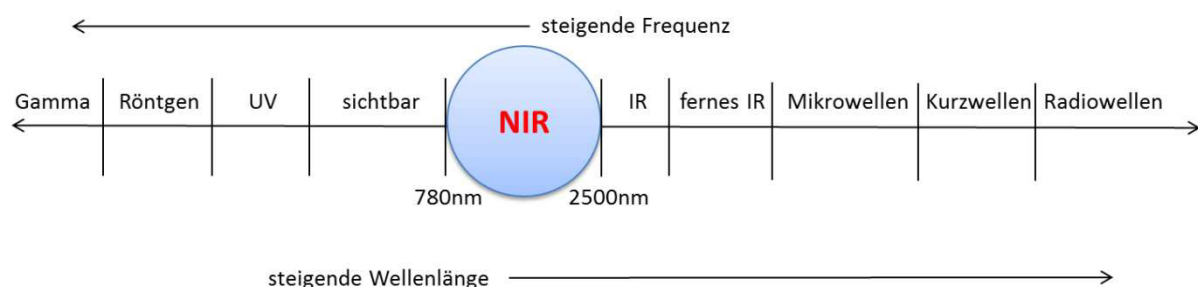 steigende Frequenz
Gamma Röntgen UV sichtbar NIR IR fernes IR Mikrowellen Kurzwellen Radiowellen
780nm 2500nm
steigende Wellenlänge